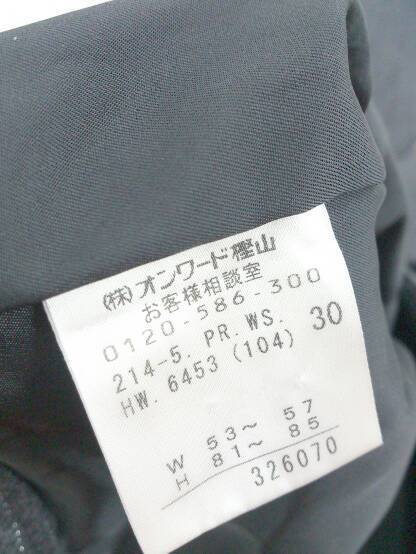 (株)オンワード樫山
お客様相談室
0120-586-300
214-5. PR. WS. 30
HW. 6453 (104)
W 53~ 57
H 81~ 85
326070